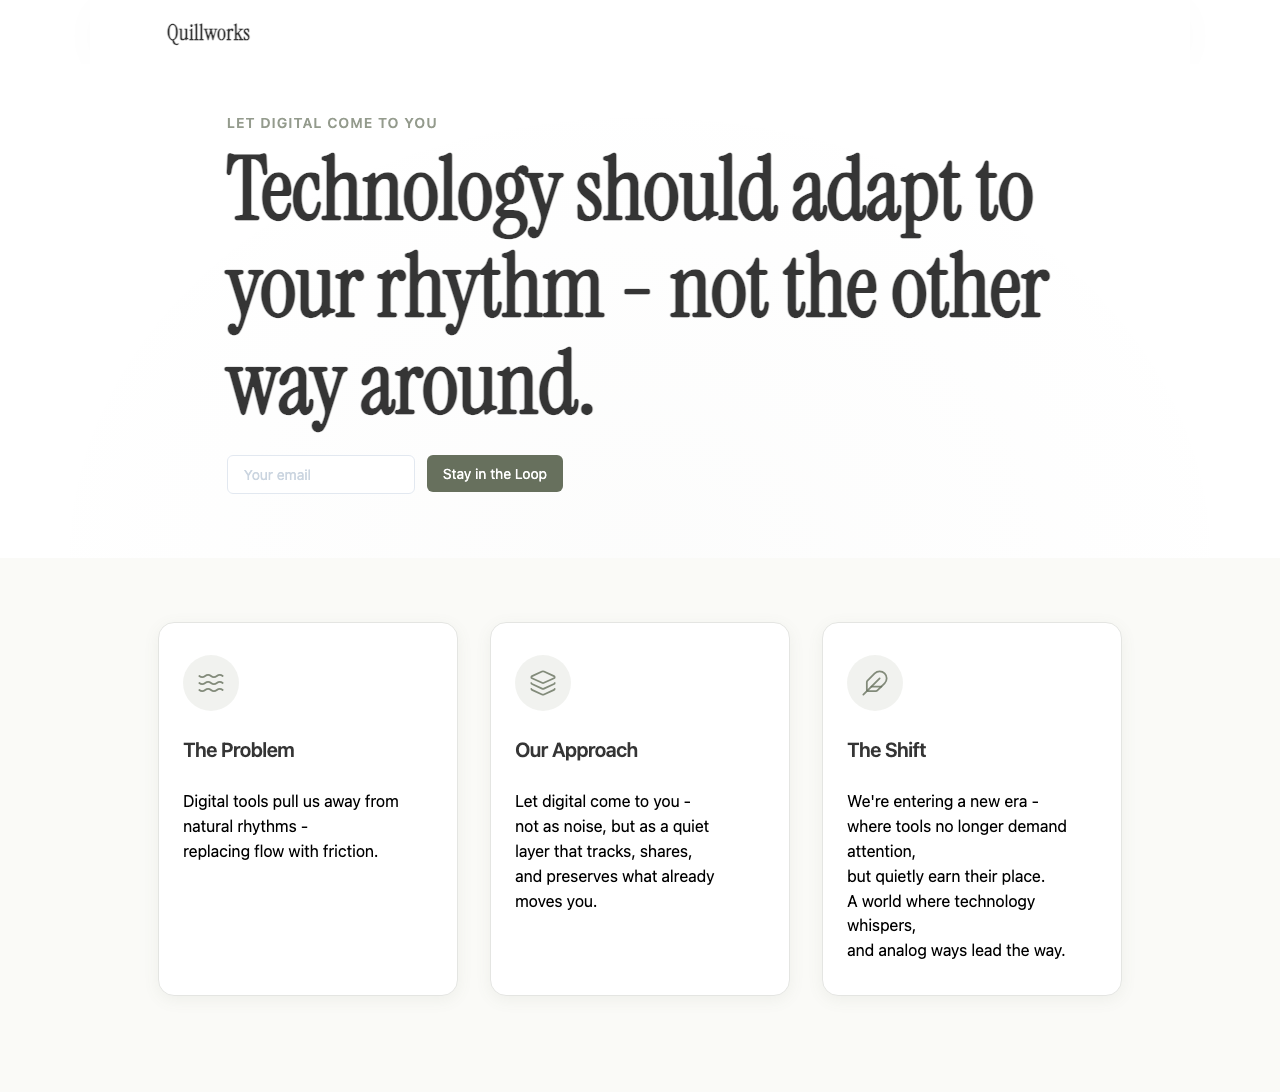 Quillworks
LET DIGITAL COME TO YOU
Technology should adapt to
your rhythm - not the other
way around.
Your email
Stay in the Loop
The Problem
Digital tools pull us away from
natural rhythms -
replacing flow with friction.
Our Approach
Let digital come to you -
not as noise, but as a quiet
layer that tracks, shares,
and preserves what already
moves you.
The Shift
We're entering a new era -
where tools no longer demand
attention,
but quietly earn their place.
A world where technology
whispers,
and analog ways lead the way.